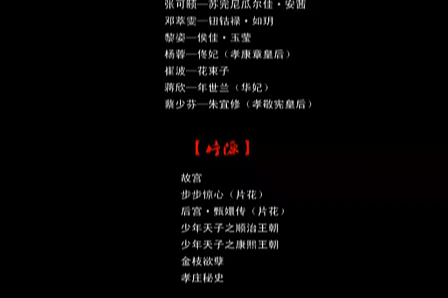 张可颐—苏完尼瓜尔佳·安茜
邓萃雯—钮钴禄·如玥
黎姿—侯佳·玉莹
杨蓉—佟妃（孝康章皇后）
崔波—花束子
蒋欣—年世兰（华妃）
蔡少芬—朱宜修（孝敬宪皇后）
【片源】
故宫
步步惊心（片花）
后宫·甄嬛传（片花）
少年天子之顺治王朝
少年天子之康熙王朝
金枝欲孽
孝庄秘史